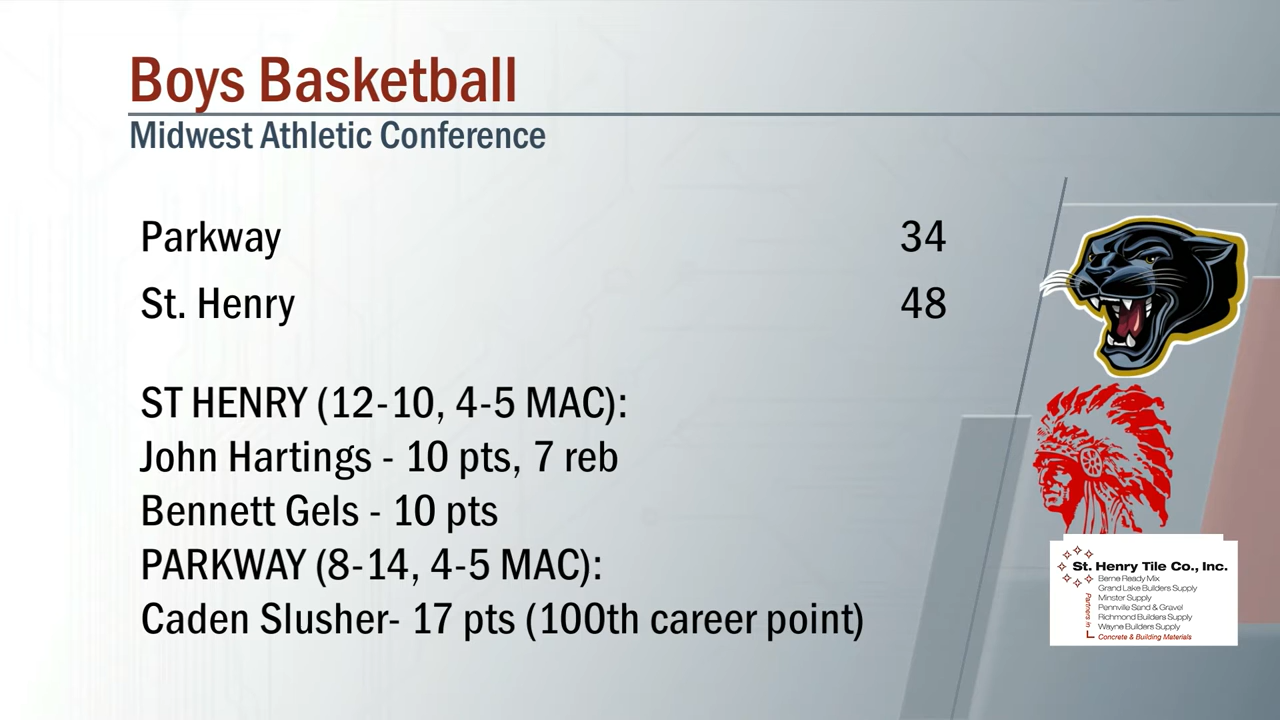 Boys Basketball
Midwest Athletic Conference
Parkway 34
St. Henry 48
ST HENRY (12-10, 4-5 MAC):
John Hartings - 10 pts, 7 reb
Bennett Gels - 10 pts
PARKWAY (8-14, 4-5 MAC):
Caden Slusher- 17 pts (100th career point)
St. Henry Tile Co., Inc.
Berne Ready Mix
Grand Lake Builders Supply
Minster Supply
Pennville Sand & Gravel
Richmond Builders Supply
Wayne Builders Supply
Partners in
Concrete & Building Materials